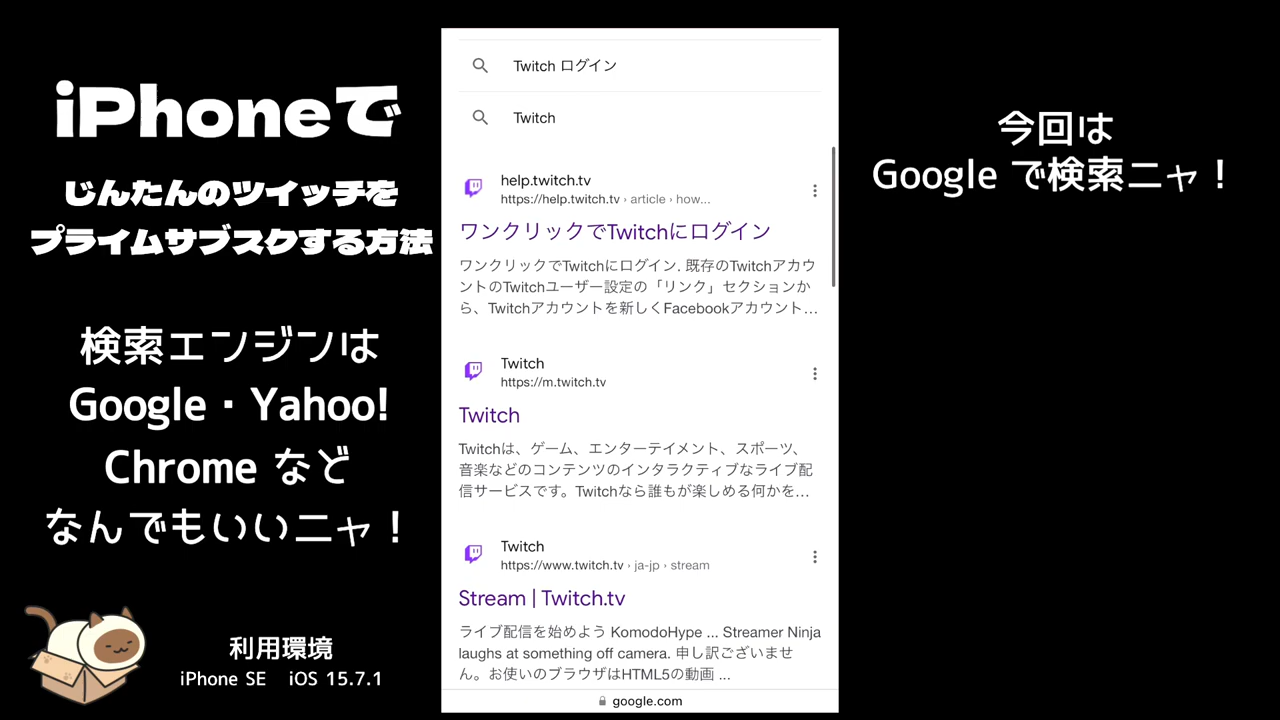 iPhoneで
じんたんのツイッチを
プライムサブスクする方法
検索エンジンは
Google・Yahoo!
Chrome など
なんでもいいニャ！
利用環境
iPhone SE　iOS 15.7.1
Twitch ログイン
Twitch
help.twitch.tv
https://help.twitch.tv › article › how...
ワンクリックでTwitchにログイン
ワンクリックでTwitchにログイン. 既存のTwitchアカウ
ントのTwitchユーザー設定の「リンク」セクションか
ら、Twitchアカウントを新しくFacebookアカウント...
Twitch
https://m.twitch.tv
Twitch
Twitchは、ゲーム、エンターテイメント、スポーツ、
音楽などのコンテンツのインタラクティブなライブ配
信サービスです。Twitchなら誰もが楽しめる何かを...
Twitch
https://www.twitch.tv › ja-jp › stream
Stream | Twitch.tv
ライブ配信を始めよう KomodoHype ... Streamer Ninja
laughs at something off camera. 申し訳ございませ
ん。お使いのブラウザはHTML5の動画 ...
google.com
今回は
Google で検索ニャ！